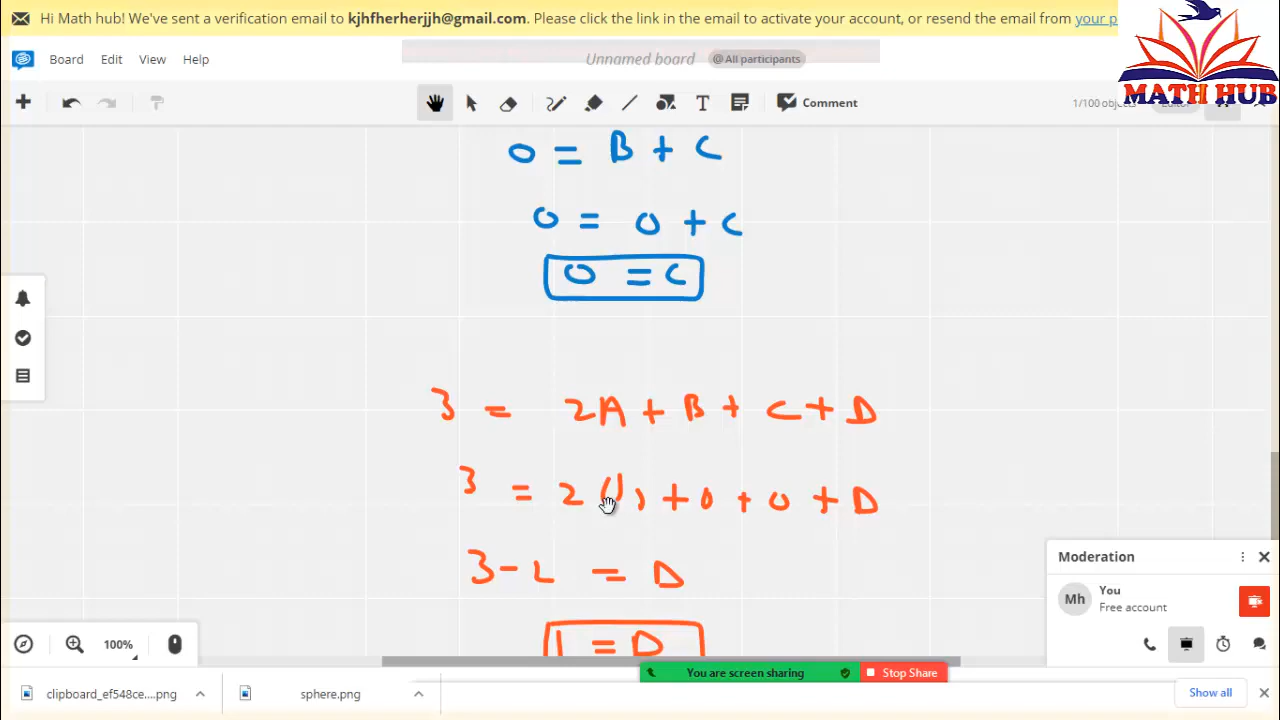 Hi Math hub! We've sent a verification email to kjhfherherjjh@gmail.com. Please click the link in the email to activate your account, or resend the email from your p
MATH HUB
Board Edit View Help
Unnamed board @ All participants
T Comment 1/100 objects Editor
0 = B + C
0 = 0 + C
0 = C
3 = 2A + B + C + D
3 = 2(1) + 0 + 0 + D
3 - 2 = D
1 = D
Moderation
Mh You
Free account
100%
You are screen sharing Stop Share
clipboard_ef548ce....png sphere.png Show all